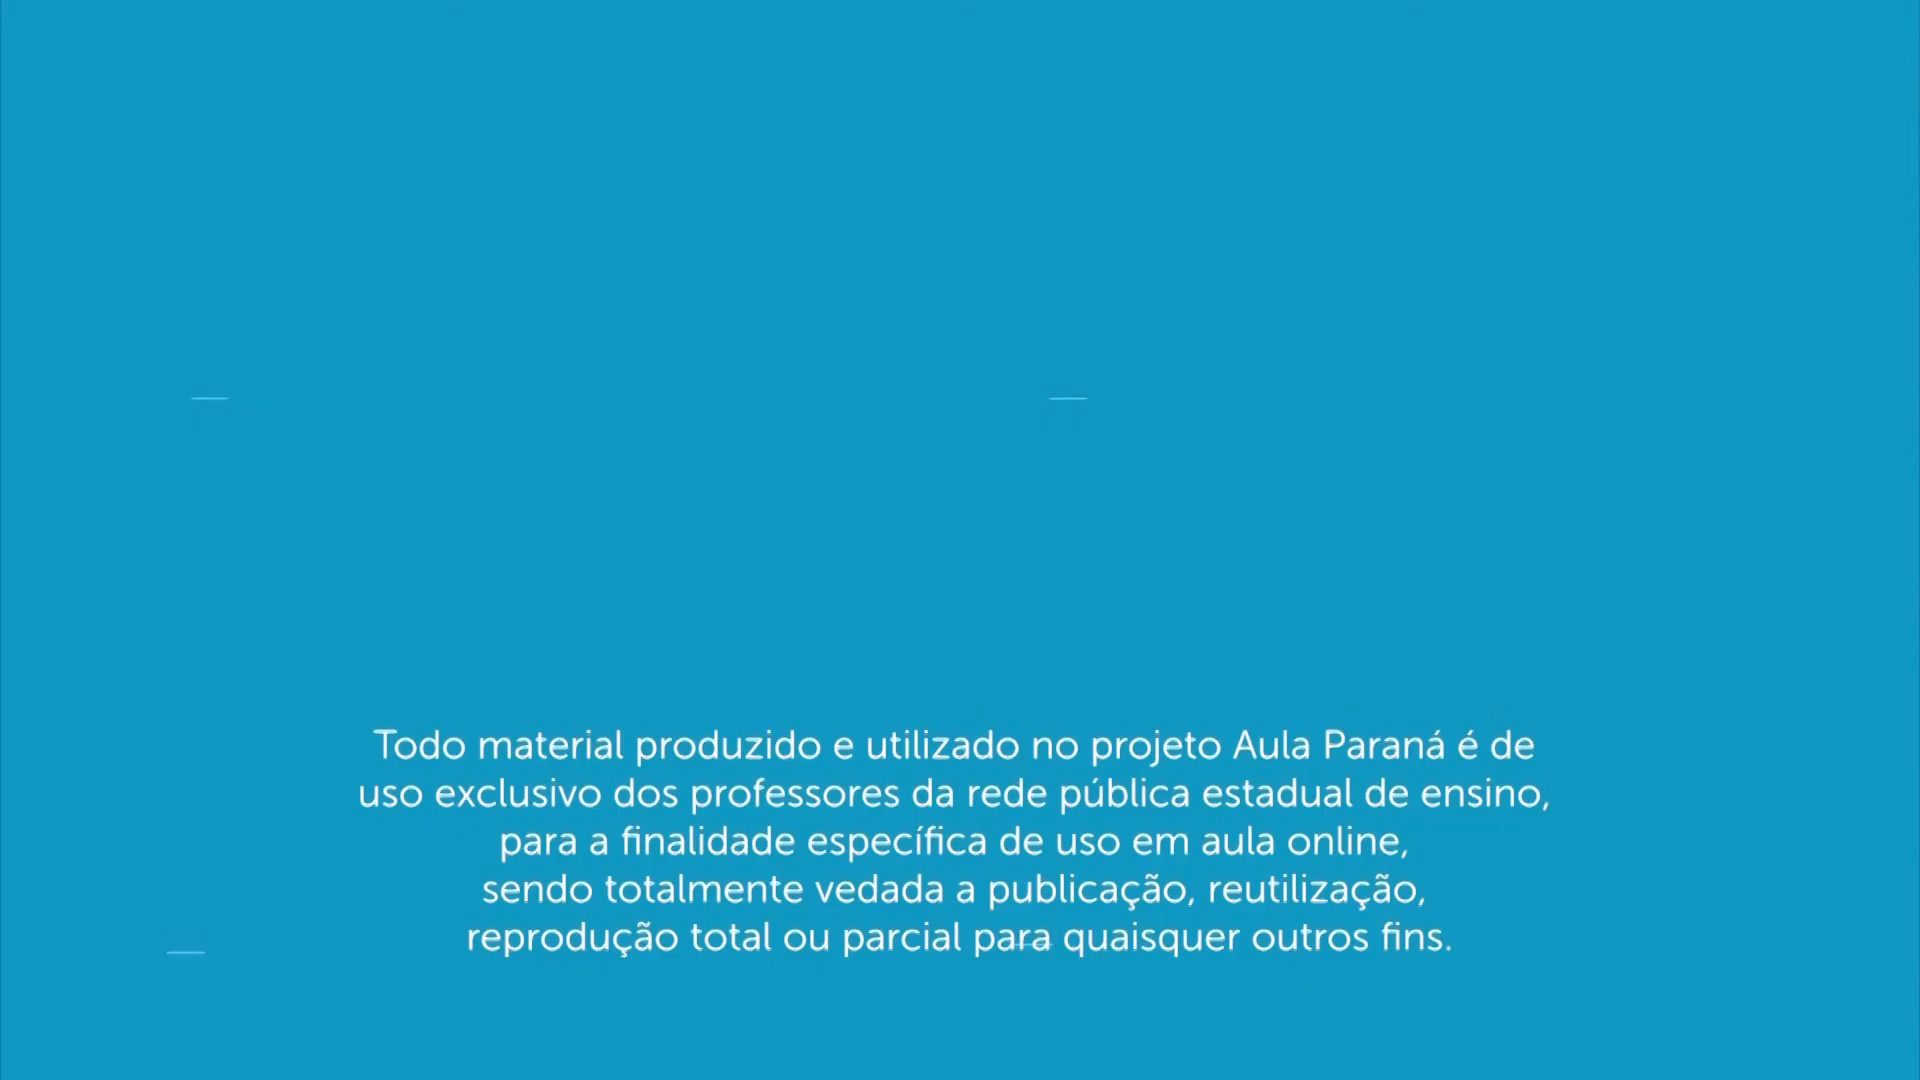 Todo material produzido e utilizado no projeto Aula Paraná é de
uso exclusivo dos professores da rede pública estadual de ensino,
para a finalidade específica de uso em aula online,
sendo totalmente vedada a publicação, reutilização,
reprodução total ou parcial para quaisquer outros fins.